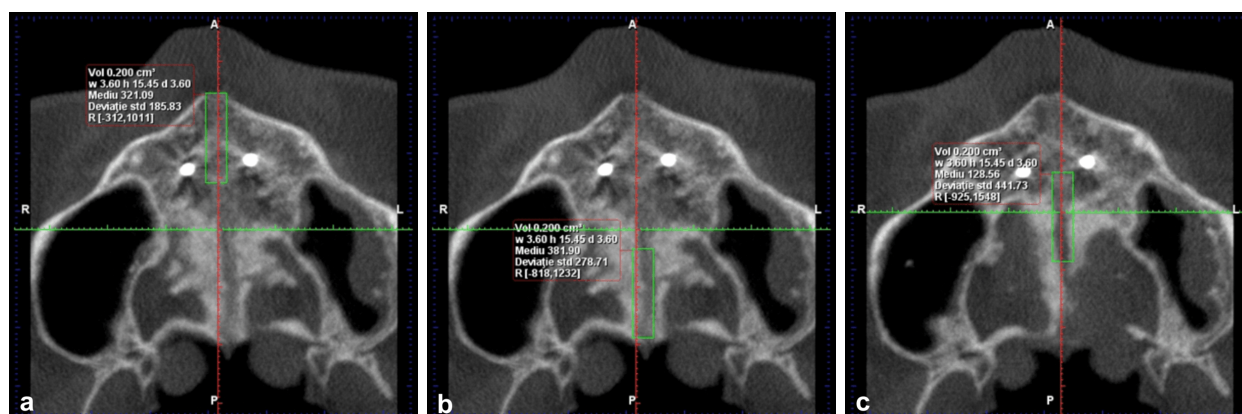 A
Vol 0.200 cm³
w 3.60 h 15.45 d 3.60
Mediu 321.09
Deviație std 185.83
R [-312,1011]
R
L
P
a
A
Vol 0.200 cm³
w 3.60 h 15.45 d 3.60
Mediu 381.90
Deviație std 278.71
R [-818,1232]
P
b
A
Vol 0.200 cm³
w 3.60 h 15.45 d 3.60
Mediu 128.56
Deviație std 441.73
R [-925,1548]
R
L
P
c